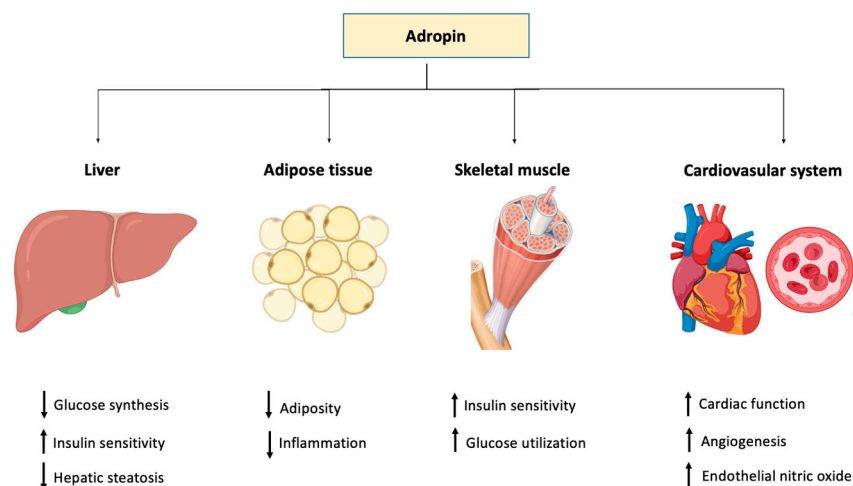 Adropin
Liver
Adipose tissue
Skeletal muscle
Cardiovasular system
↓ Glucose synthesis
↑ Insulin sensitivity
↓ Hepatic steatosis
↓ Adiposity
↓ Inflammation
↑ Insulin sensitivity
↑ Glucose utilization
↑ Cardiac function
↑ Angiogenesis
↑ Endothelial nitric oxide